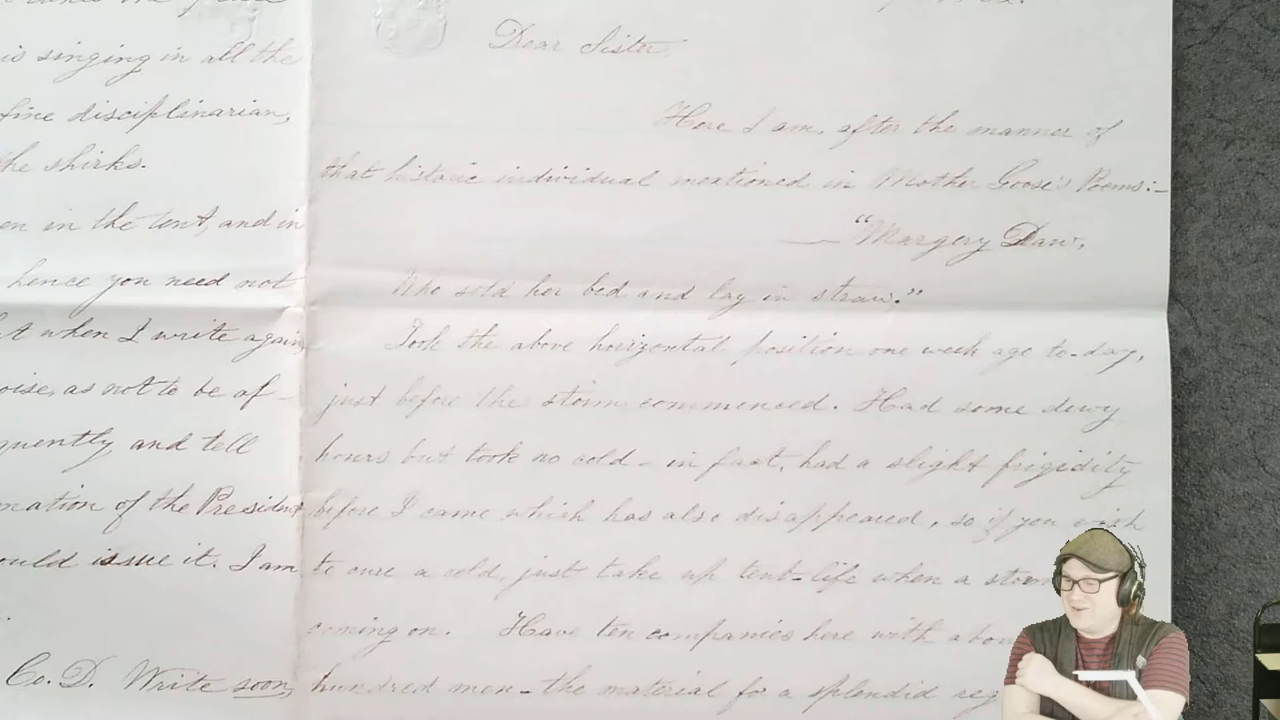 is singing in all the
fine disciplinarian,
the shirks.
en in the tent, and in
hence you need not
t when I write again,
oise, as not to be af-
quently, and tell
mation of the President
ould issue it. I am
Co. D. Write soon,
Dear Sister
Here I am, after the manner of
that historic individual mentioned in Mother Goose's Poems:—
— "Margery Daw,
Who sold her bed and lay in straw."
Took the above horizontal position one week ago to-day,
just before the storm commenced. Had some dewy
hours but took no cold - in fact, had a slight frigidity
before I came which has also disappeared, so if you wish
to cure a cold, just take up tent-life when a storm
coming on. Have ten companies here with abou
hundred men - the material for a splendid reg